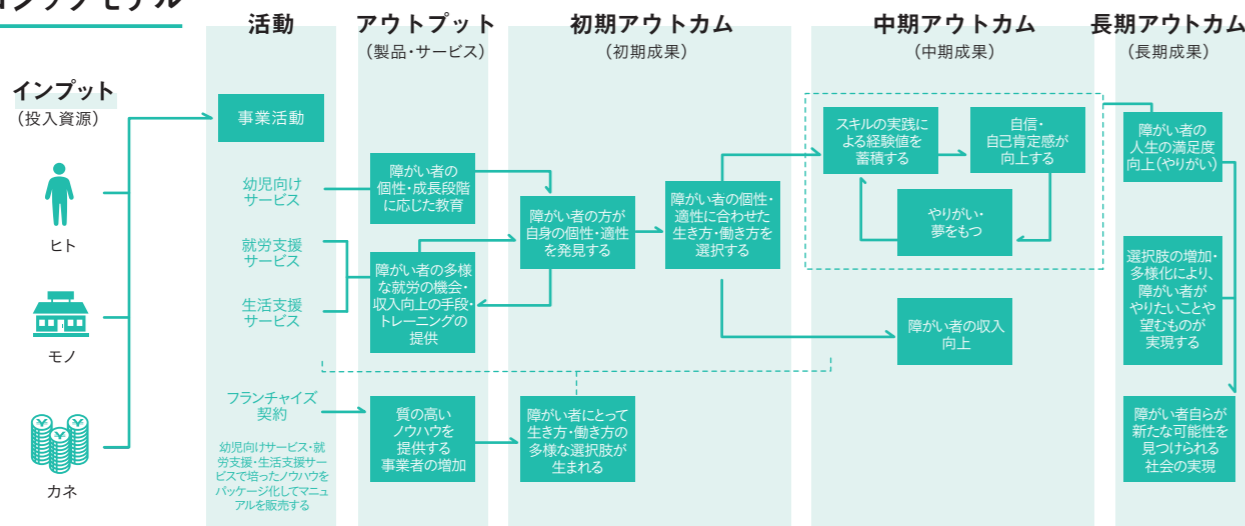 インプット
（投入資源）
ヒト
モノ
カネ
活動
事業活動
幼児向け
サービス
就労支援
サービス
生活支援
サービス
フランチャイズ
契約
幼児向けサービス・就
労支援・生活支援サー
ビスで培ったノウハウを
パッケージ化してマニュ
アルを販売する
アウトプット
（製品・サービス）
障がい者の
個性・成長段階
に応じた教育
障がい者の多様
な就労の機会・
収入向上の手段・
トレーニングの
提供
質の高い
ノウハウを
提供する
事業者の増加
初期アウトカム
（初期成果）
障がい者の方が
自身の個性・適性
を発見する
障がい者の個性・
適性に合わせた
生き方・働き方を
選択する
障がい者にとって
生き方・働き方の
多様な選択肢が
生まれる
中期アウトカム
（中期成果）
スキルの実践に
よる経験値を
蓄積する
自信・
自己肯定感が
向上する
やりがい・
夢をもつ
障がい者の収入
向上
長期アウトカム
（長期成果）
障がい者の
人生の満足度
向上（やりがい）
選択肢の増加・
多様化により、
障がい者が
やりたいことや
望むものが
実現する
障がい者自らが
新たな可能性を
見つけられる
社会の実現